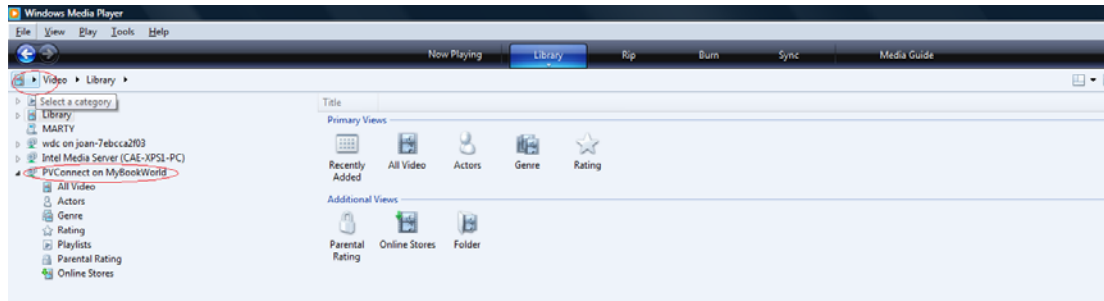 Windows Media Player
File View Play Tools Help
Now Playing Library Rip Burn Sync Media Guide
Video Library
Select a category
Library
MARTY
wdc on joan-7ebcca2f03
Intel Media Server (CAE-XPS1-PC)
PVConnect on MyBookWorld
All Video
Actors
Genre
Rating
Playlists
Parental Rating
Online Stores
Title
Primary Views
Recently Added All Video Actors Genre Rating
Additional Views
Parental Rating Online Stores Folder